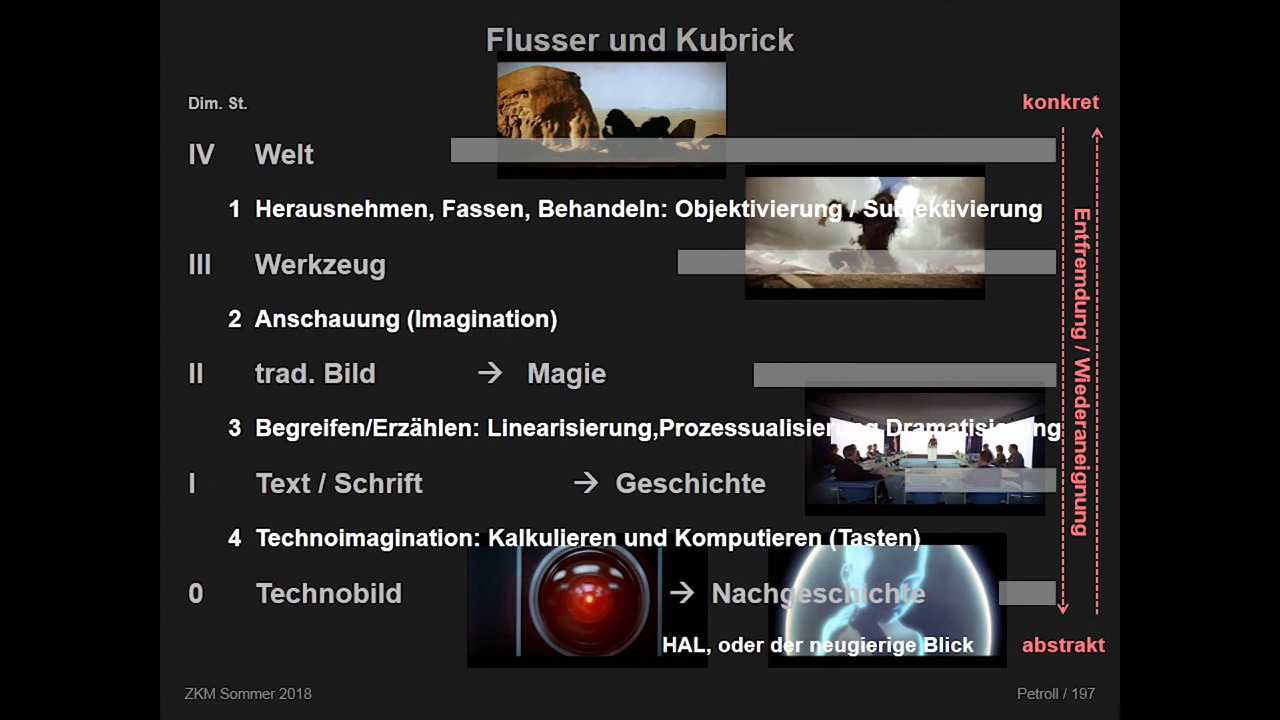 Flusser und Kubrick
Dim. St.
konkret
IV Welt
1 Herausnehmen, Fassen, Behandeln: Objektivierung / Subjektivierung
III Werkzeug
2 Anschauung (Imagination)
II trad. Bild → Magie
3 Begreifen/Erzählen: Linearisierung,Prozessualisierung,Dramatisierung
I Text / Schrift → Geschichte
4 Technoimagination: Kalkulieren und Komputieren (Tasten)
0 Technobild → Nachgeschichte
HAL, oder der neugierige Blick
abstrakt
Entfremdung / Wiederaneignung
ZKM Sommer 2018
Petroll / 197